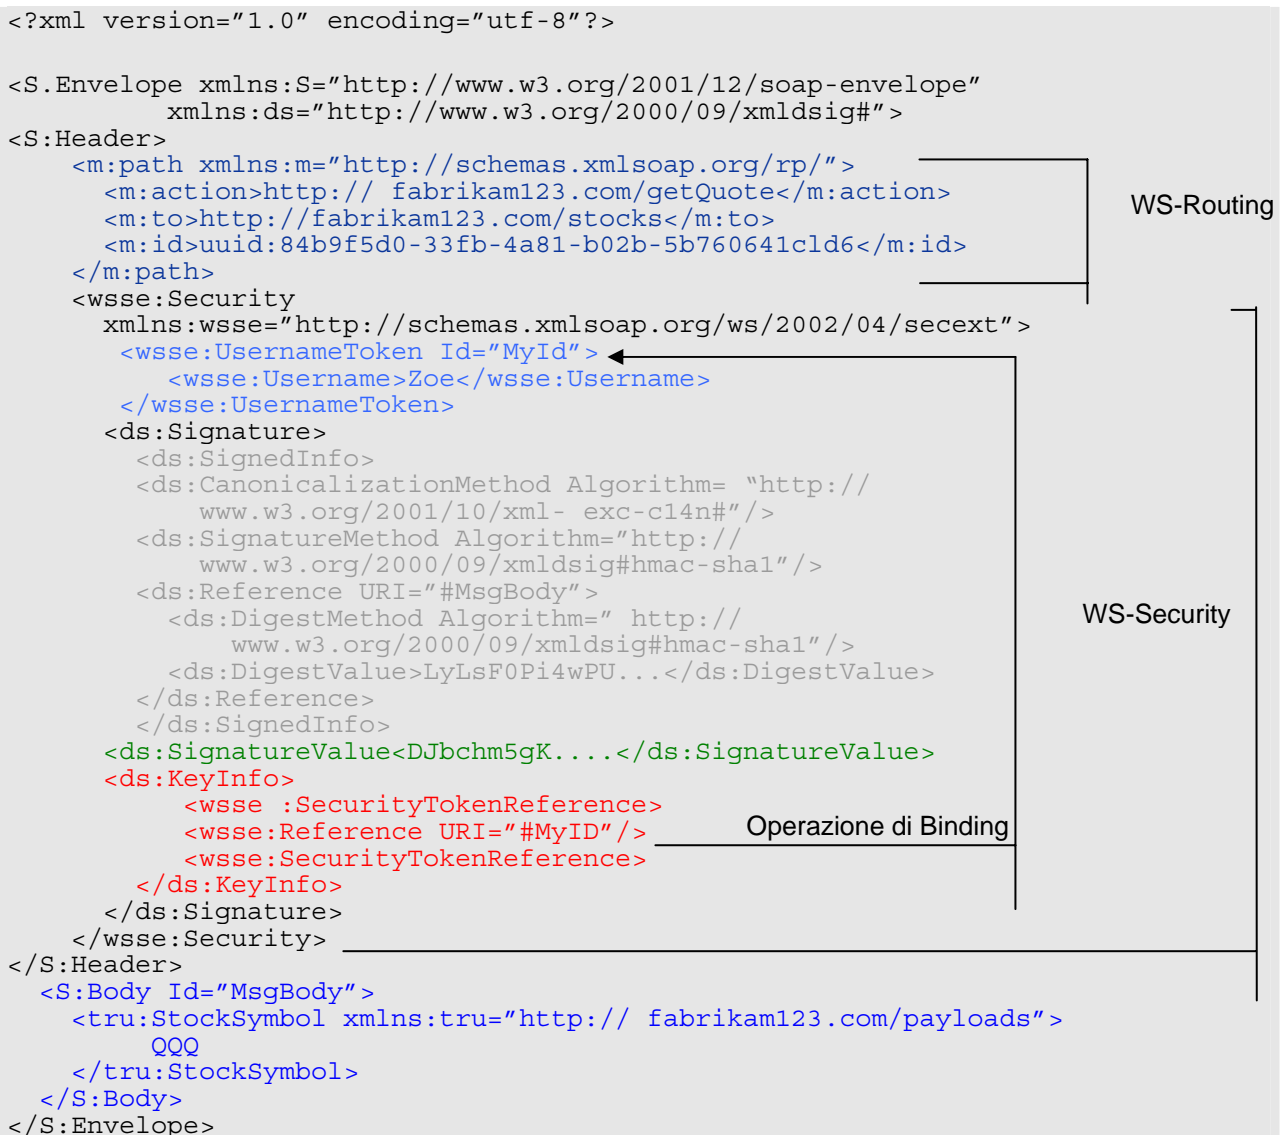 <?xml version="1.0" encoding="utf-8"?>
<S.Envelope xmlns:S="http://www.w3.org/2001/12/soap-envelope"
xmlns:ds="http://www.w3.org/2000/09/xmldsig#">
<S:Header>
<m:path xmlns:m="http://schemas.xmlsoap.org/rp/">
<m:action>http:// fabrikam123.com/getQuote</m:action>
WS-Routing
<m:to>http://fabrikam123.com/stocks</m:to>
<m:id>uuid:84b9f5d0-33fb-4a81-b02b-5b760641cld6</m:id>
</m:path>
<wsse:Security
xmlns:wsse="http://schemas.xmlsoap.org/ws/2002/04/secext">
<wsse:UsernameToken Id="MyId">
<wsse:Username>Zoe</wsse:Username>
</wsse:UsernameToken>
<ds:Signature>
<ds:SignedInfo>
<ds:CanonicalizationMethod Algorithm= “http://
www.w3.org/2001/10/xml- exc-c14n#"/>
<ds:SignatureMethod Algorithm="http://
www.w3.org/2000/09/xmldsig#hmac-sha1"/>
<ds:Reference URI="#MsgBody">
<ds:DigestMethod Algorithm=" http://
WS-Security
www.w3.org/2000/09/xmldsig#hmac-sha1"/>
<ds:DigestValue>LyLsF0Pi4wPU...</ds:DigestValue>
</ds:Reference>
</ds:SignedInfo>
<ds:SignatureValue<DJbchm5gK....</ds:SignatureValue>
<ds:KeyInfo>
<wsse :SecurityTokenReference>
<wsse:Reference URI="#MyID"/>
Operazione di Binding
<wsse:SecurityTokenReference>
</ds:KeyInfo>
</ds:Signature>
</wsse:Security>
</S:Header>
<S:Body Id="MsgBody">
<tru:StockSymbol xmlns:tru="http:// fabrikam123.com/payloads">
QQQ
</tru:StockSymbol>
</S:Body>
</S:Envelope>